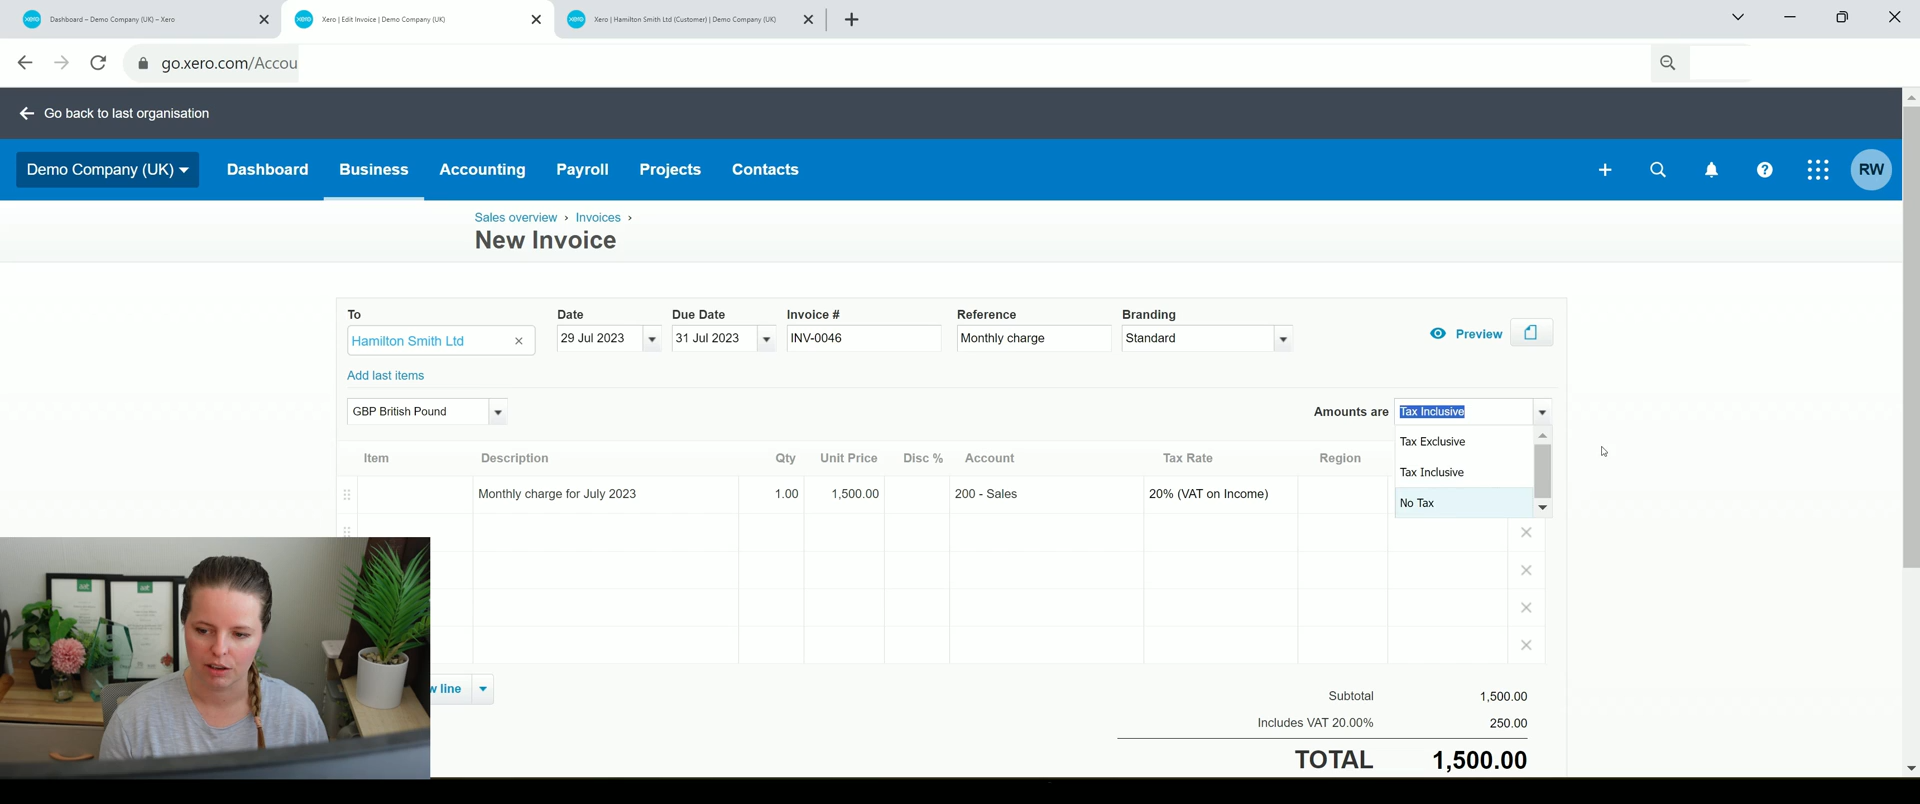 Dashboard – Demo Company (UK) – Xero
Xero | Edit Invoice | Demo Company (UK)
Xero | Hamilton Smith Ltd (Customer) | Demo Company (UK)
go.xero.com/Accou
Go back to last organisation
Demo Company (UK) Dashboard Business Accounting Payroll Projects Contacts RW
Sales overview › Invoices ›
New Invoice
To Date Due Date Invoice # Reference Branding
Hamilton Smith Ltd 29 Jul 2023 31 Jul 2023 INV-0046 Monthly charge Standard Preview
Add last items
GBP British Pound Amounts are Tax Inclusive
Tax Exclusive
Tax Inclusive
No Tax
Item Description Qty Unit Price Disc % Account Tax Rate Region
Monthly charge for July 2023 1.00 1,500.00 200 - Sales 20% (VAT on Income)
w line
Subtotal 1,500.00
Includes VAT 20.00% 250.00
TOTAL 1,500.00